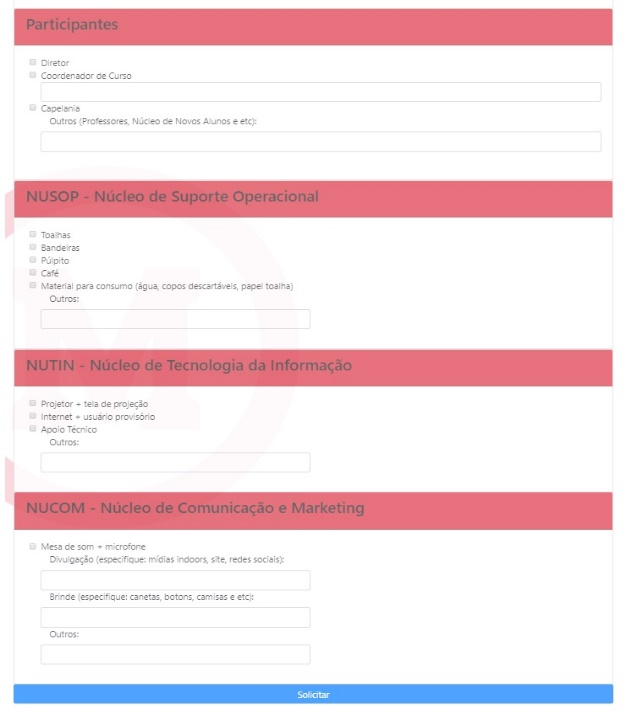 Participantes
Diretor
Coordenador de Curso
Capelania
Outros (Professores, Núcleo de Novos Alunos e etc):
NUSOP - Núcleo de Suporte Operacional
Toalhas
Bandeiras
Púlpito
Café
Material para consumo (água, copos descartáveis, papel toalha)
Outros:
NUTIN - Núcleo de Tecnologia da Informação
Projetor + tela de projeção
Internet + usuário provisório
Apoio Técnico
Outros:
NUCOM - Núcleo de Comunicação e Marketing
Mesa de som + microfone
Divulgação (especifique: mídias indoors, site, redes sociais):
Brinde (especifique: canetas, botons, camisas e etc):
Outros:
Solicitar
M